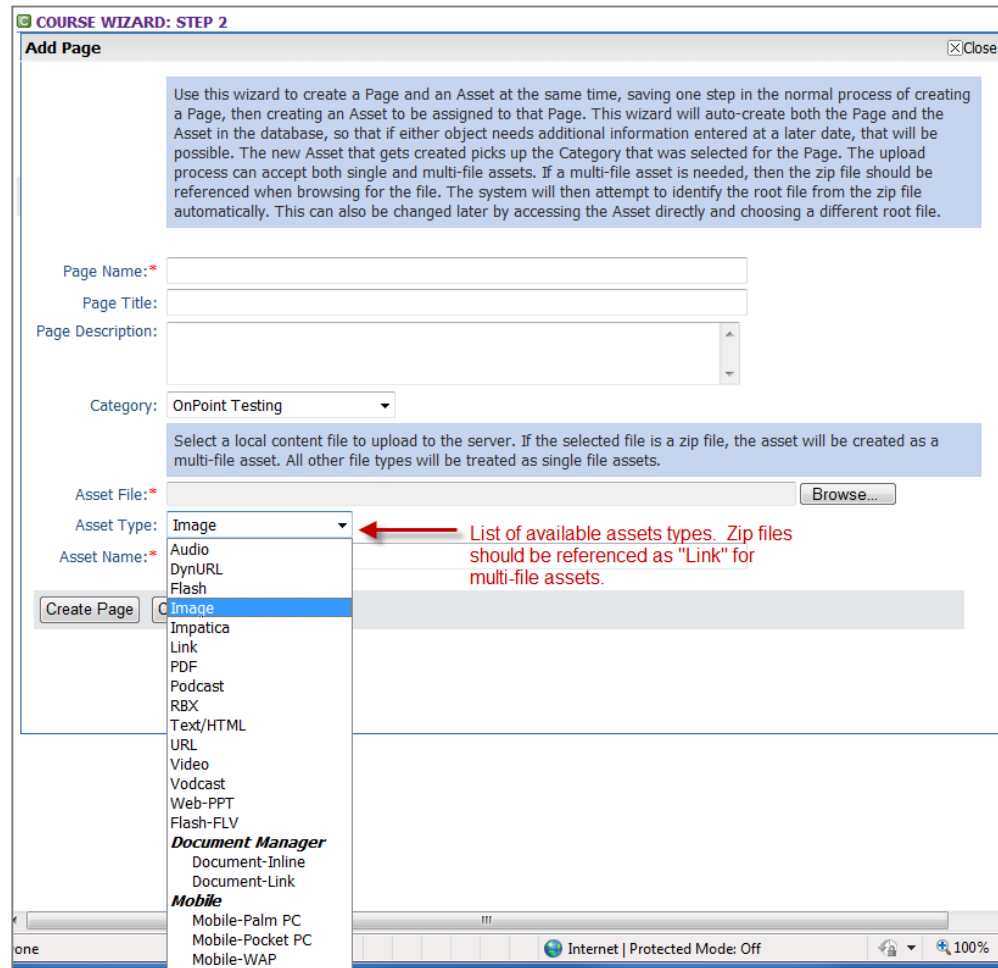 COURSE WIZARD: STEP 2
Add Page
Close
Use this wizard to create a Page and an Asset at the same time, saving one step in the normal process of creating
a Page, then creating an Asset to be assigned to that Page. This wizard will auto-create both the Page and the
Asset in the database, so that if either object needs additional information entered at a later date, that will be
possible. The new Asset that gets created picks up the Category that was selected for the Page. The upload
process can accept both single and multi-file assets. If a multi-file asset is needed, then the zip file should be
referenced when browsing for the file. The system will then attempt to identify the root file from the zip file
automatically. This can also be changed later by accessing the Asset directly and choosing a different root file.
Page Name:*
Page Title:
Page Description:
Category: OnPoint Testing
Select a local content file to upload to the server. If the selected file is a zip file, the asset will be created as a
multi-file asset. All other file types will be treated as single file assets.
Asset File:* Browse...
Asset Type: Image
List of available assets types. Zip files
should be referenced as "Link" for
multi-file assets.
Asset Name:*
Create Page
Audio
DynURL
Flash
Image
Impatica
Link
PDF
Podcast
RBX
Text/HTML
URL
Video
Vodcast
Web-PPT
Flash-FLV
Document Manager
Document-Inline
Document-Link
Mobile
Mobile-Palm PC
Mobile-Pocket PC
Mobile-WAP
one
Internet | Protected Mode: Off
100%